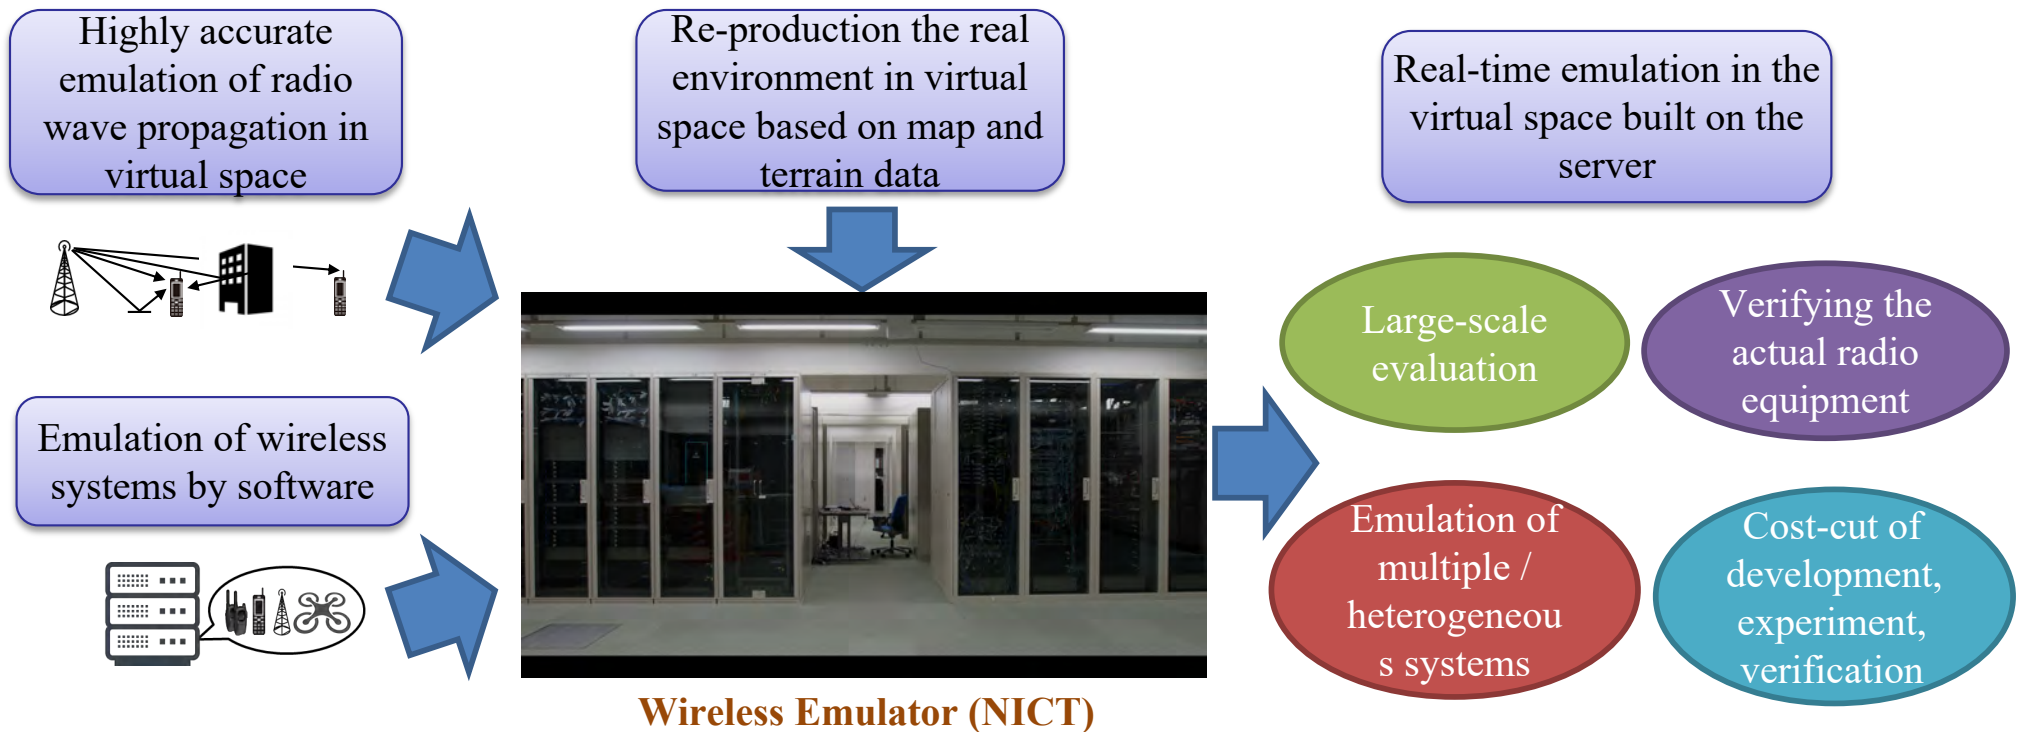 Highly accurate
emulation of radio
wave propagation in
virtual space
Re-production the real
environment in virtual
space based on map and
terrain data
Real-time emulation in the
virtual space built on the
server
Emulation of wireless
systems by software
Large-scale
evaluation
Verifying the
actual radio
equipment
Emulation of
multiple /
heterogeneou
s systems
Cost-cut of
development,
experiment,
verification
Wireless Emulator (NICT)